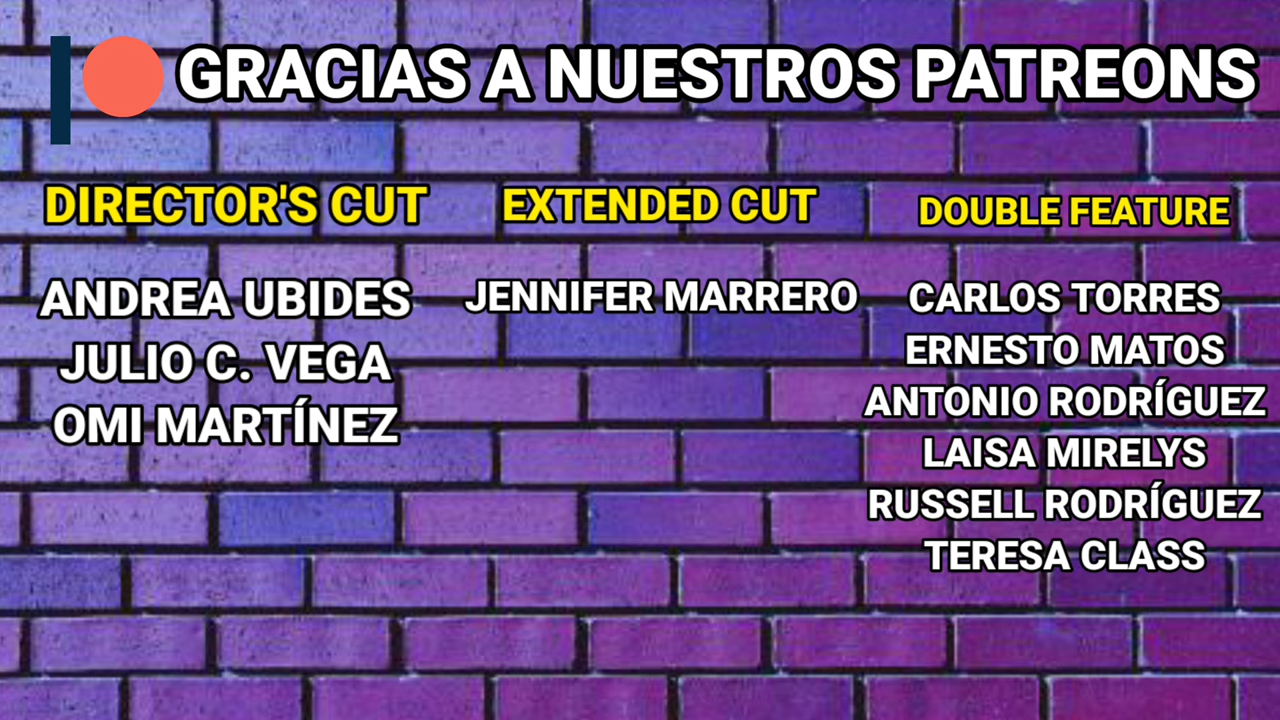 GRACIAS A NUESTROS PATREONS
DIRECTOR'S CUT
ANDREA UBIDES
JULIO C. VEGA
OMI MARTÍNEZ
EXTENDED CUT
JENNIFER MARRERO
DOUBLE FEATURE
CARLOS TORRES
ERNESTO MATOS
ANTONIO RODRÍGUEZ
LAISA MIRELYS
RUSSELL RODRÍGUEZ
TERESA CLASS